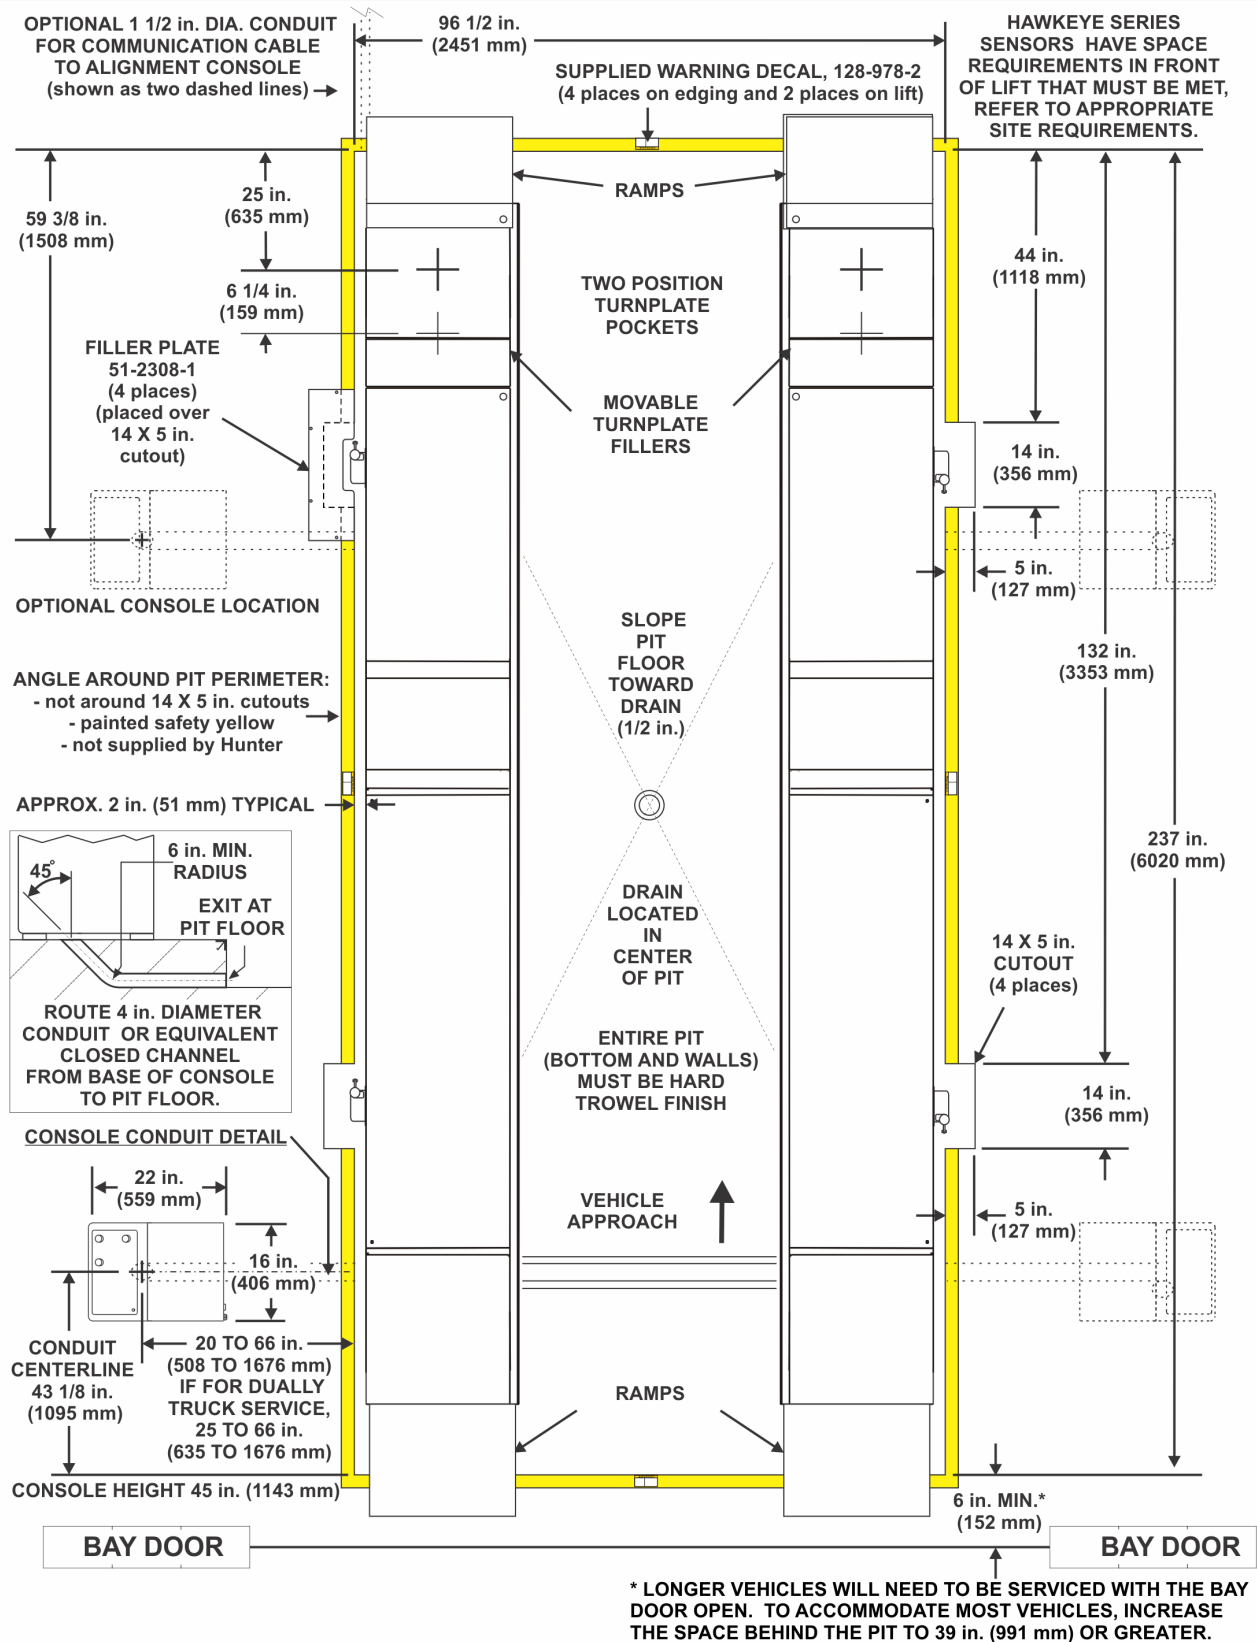 OPTIONAL 1 1/2 in. DIA. CONDUIT
FOR COMMUNICATION CABLE
TO ALIGNMENT CONSOLE
(shown as two dashed lines)
96 1/2 in.
(2451 mm)
SUPPLIED WARNING DECAL, 128-978-2
(4 places on edging and 2 places on lift)
HAWKEYE SERIES
SENSORS HAVE SPACE
REQUIREMENTS IN FRONT
OF LIFT THAT MUST BE MET,
REFER TO APPROPRIATE
SITE REQUIREMENTS.
59 3/8 in.
(1508 mm)
25 in.
(635 mm)
RAMPS
44 in.
(1118 mm)
6 1/4 in.
(159 mm)
TWO POSITION
TURNPLATE
POCKETS
FILLER PLATE
51-2308-1
(4 places)
(placed over
14 X 5 in.
cutout)
MOVABLE
TURNPLATE
FILLERS
14 in.
(356 mm)
5 in.
(127 mm)
OPTIONAL CONSOLE LOCATION
SLOPE
PIT
FLOOR
TOWARD
DRAIN
(1/2 in.)
132 in.
(3353 mm)
ANGLE AROUND PIT PERIMETER:
- not around 14 X 5 in. cutouts
- painted safety yellow
- not supplied by Hunter
APPROX. 2 in. (51 mm) TYPICAL
237 in.
(6020 mm)
45°
6 in. MIN.
RADIUS
EXIT AT
PIT FLOOR
ROUTE 4 in. DIAMETER
CONDUIT OR EQUIVALENT
CLOSED CHANNEL
FROM BASE OF CONSOLE
TO PIT FLOOR.
DRAIN
LOCATED
IN
CENTER
OF PIT
14 X 5 in.
CUTOUT
(4 places)
ENTIRE PIT
(BOTTOM AND WALLS)
MUST BE HARD
TROWEL FINISH
14 in.
(356 mm)
CONSOLE CONDUIT DETAIL
22 in.
(559 mm)
VEHICLE
APPROACH
5 in.
(127 mm)
16 in.
(406 mm)
CONDUIT
CENTERLINE
43 1/8 in.
(1095 mm)
20 TO 66 in.
(508 TO 1676 mm)
IF FOR DUALLY
TRUCK SERVICE,
25 TO 66 in.
(635 TO 1676 mm)
RAMPS
CONSOLE HEIGHT 45 in. (1143 mm)
6 in. MIN.*
(152 mm)
BAY DOOR
BAY DOOR
* LONGER VEHICLES WILL NEED TO BE SERVICED WITH THE BAY
DOOR OPEN. TO ACCOMMODATE MOST VEHICLES, INCREASE
THE SPACE BEHIND THE PIT TO 39 in. (991 mm) OR GREATER.